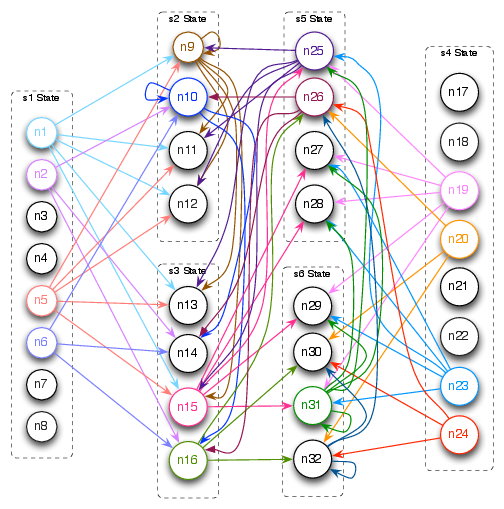 s1 State
n1
n2
n3
n4
n5
n6
n7
n8
s2 State
n9
n10
n11
n12
s3 State
n13
n14
n15
n16
s5 State
n25
n26
n27
n28
s6 State
n29
n30
n31
n32
s4 State
n17
n18
n19
n20
n21
n22
n23
n24